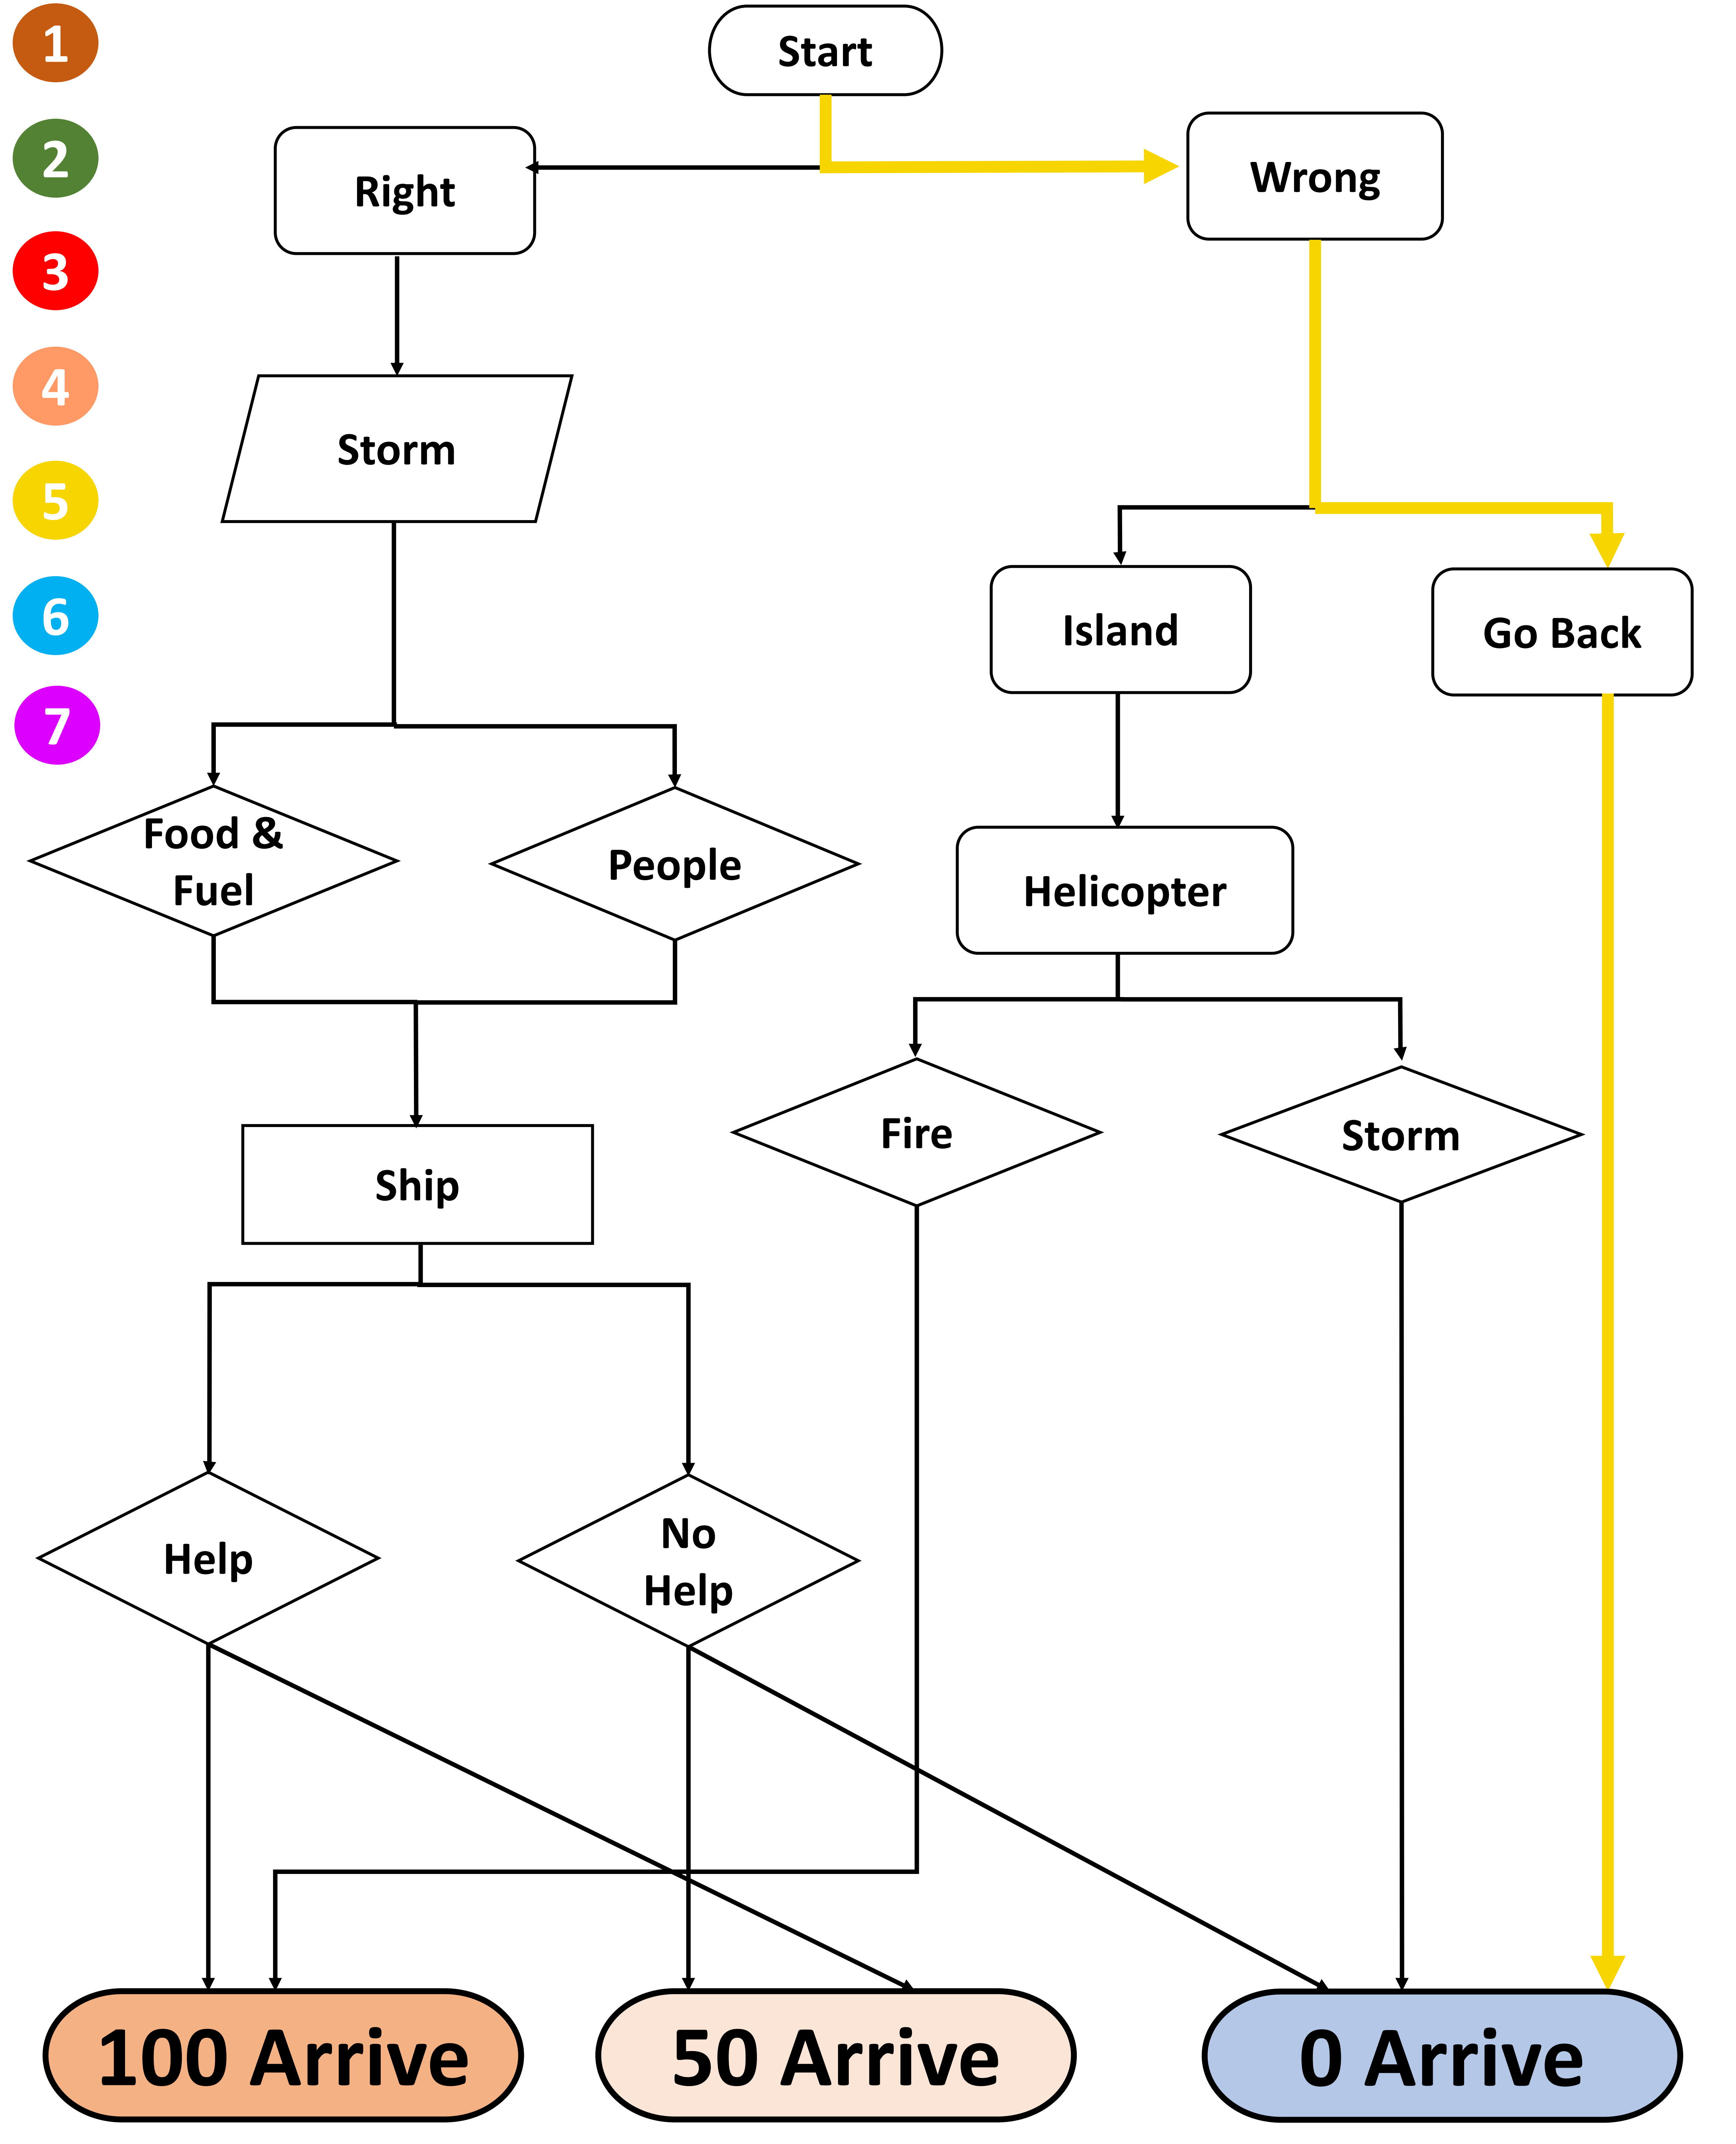 1
Start
2
Right
Wrong
3
4
Storm
5
6
Island
Go Back
7
Food &
Fuel
People
Helicopter
Fire
Storm
Ship
Help
No
Help
100 Arrive
50 Arrive
0 Arrive